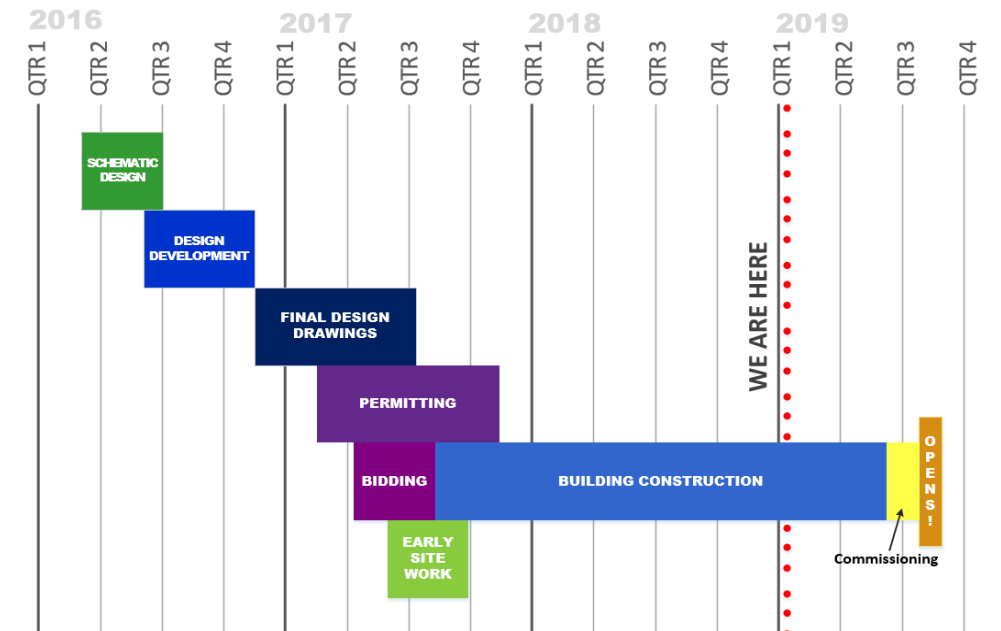 2016
2017
2018
2019
QTR 1
QTR 2
QTR 3
QTR 4
QTR 1
QTR 2
QTR 3
QTR 4
QTR 1
QTR 2
QTR 3
QTR 4
QTR 1
QTR 2
QTR 3
QTR 4
SCHEMATIC
DESIGN
DESIGN
DEVELOPMENT
FINAL DESIGN
DRAWINGS
WE ARE HERE
PERMITTING
BIDDING
BUILDING CONSTRUCTION
OPENS!
EARLY
SITE
WORK
Commissioning